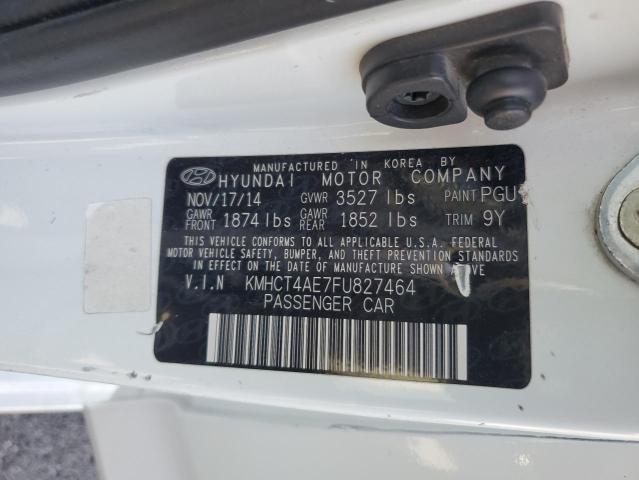 MANUFACTURED IN KOREA BY
HYUNDAI MOTOR COMPANY
NOV/17/14 GVWR 3527 lbs PAINT PGU
GAWR FRONT 1874 lbs GAWR REAR 1852 lbs TRIM 9Y
THIS VEHICLE CONFORMS TO ALL APPLICABLE U.S.A. FEDERAL
MOTOR VEHICLE SAFETY, BUMPER, AND THEFT PREVENTION STANDARDS
IN EFFECT ON THE DATE OF MANUFACTURE SHOWN ABOVE.
V.I.N KMHCT4AE7FU827464
PASSENGER CAR